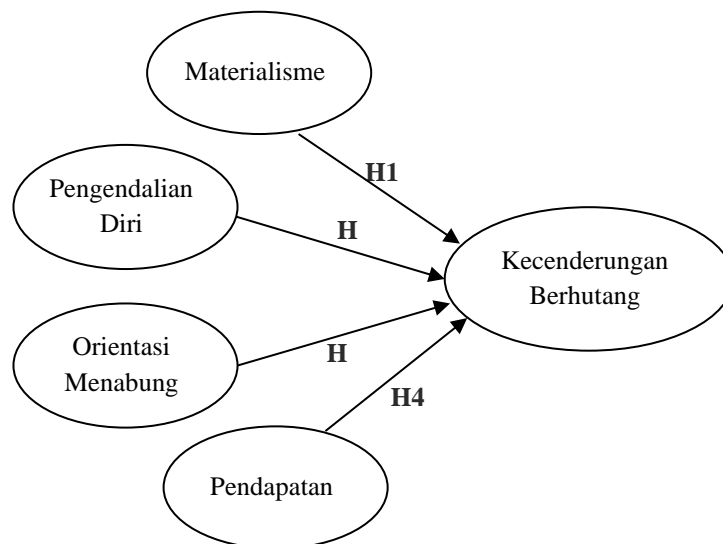 Materialisme
H1
Pengendalian
Diri
H
Kecenderungan
Berhutang
Orientasi
Menabung
H
H4
Pendapatan